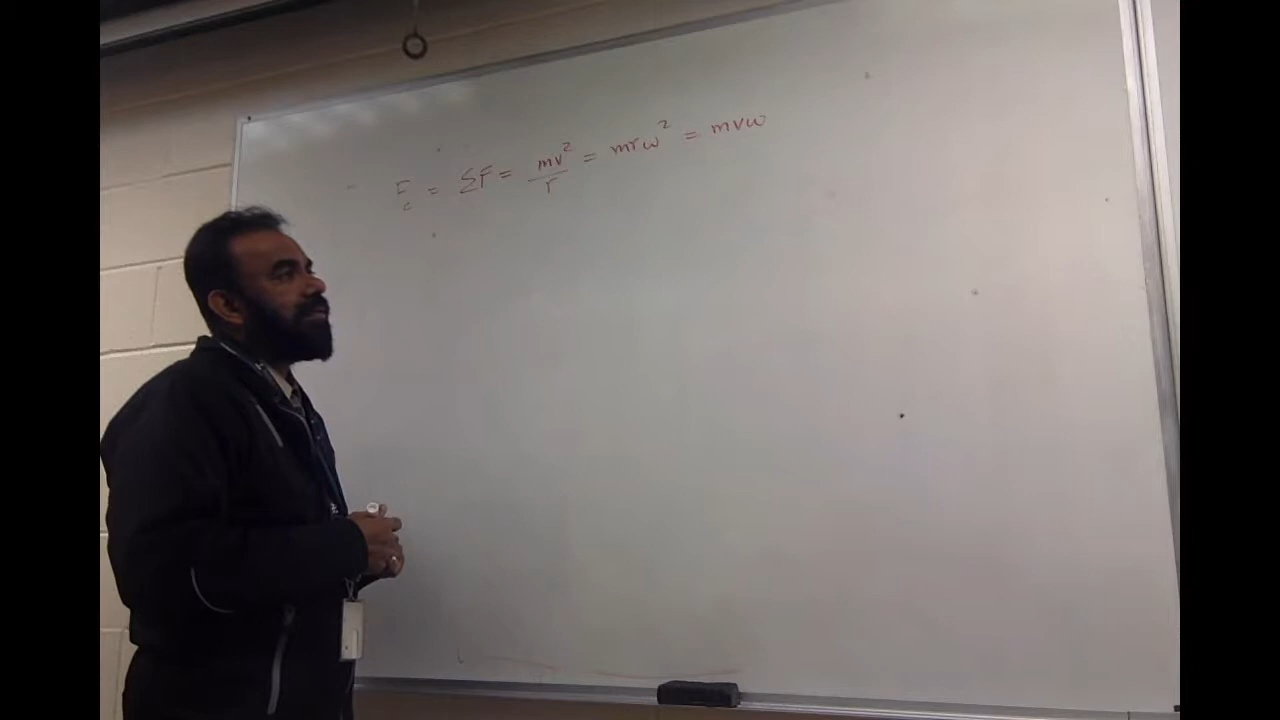 F_c = ΣF = mv²/r = mrω² = mvω